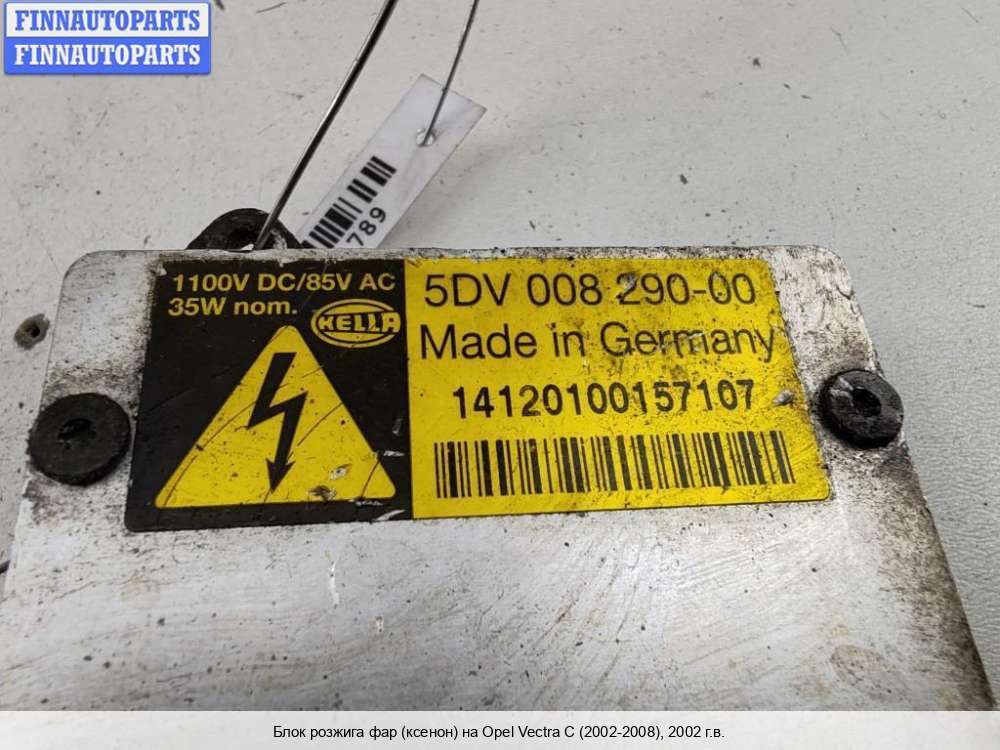 FINNAUTOPARTS
FINNAUTOPARTS
789
1100V DC/85V AC
35W nom.
HELLA
5DV 008 290-00
Made in Germany
14120100157107
Блок розжига фар (ксенон) на Opel Vectra C (2002-2008), 2002 г.в.